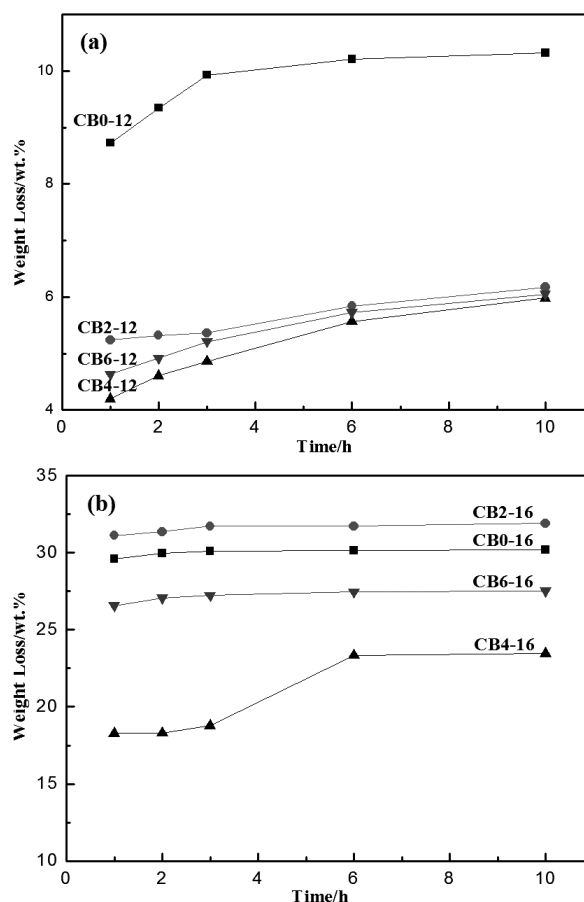 (a)
10
8
6
4
Weight Loss/wt.%
CB0-12
CB2-12
CB6-12
CB4-12
0 2 4 6 8 10
Time/h
(b)
35
30
25
20
15
10
Weight Loss/wt.%
CB2-16
CB0-16
CB6-16
CB4-16
0 2 4 6 8 10
Time/h